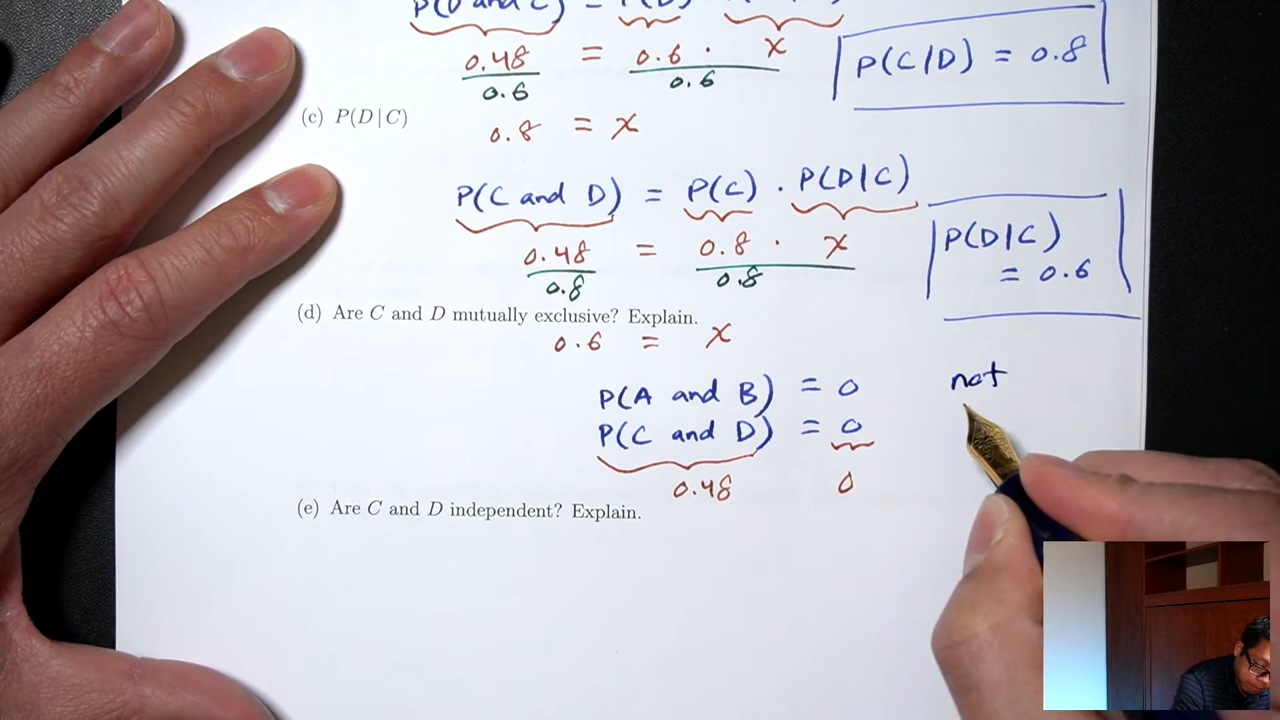 0.48 = 0.6 · x
0.6 0.6
P(C|D) = 0.8
(c) P(D|C)
0.8 = x
P(C and D) = P(C) · P(D|C)
0.48 = 0.8 · x
0.8 0.8
P(D|C)
= 0.6
(d) Are C and D mutually exclusive? Explain.
0.6 = x
P(A and B) = 0
not
P(C and D) = 0
0.48 0
(e) Are C and D independent? Explain.